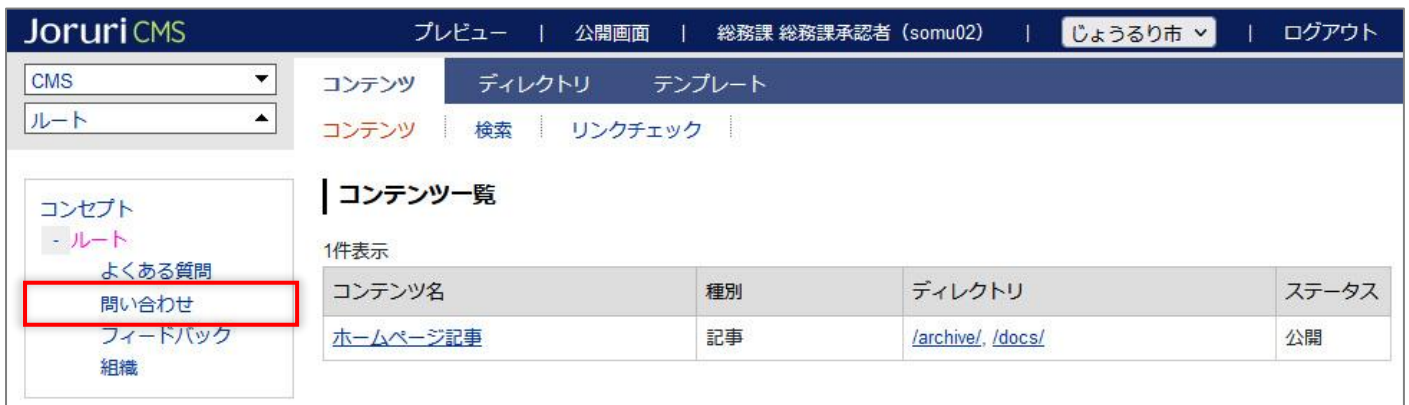 Joruri CMS プレビュー | 公開画面 | 総務課 総務課承認者（somu02） | じょうるり市 | ログアウト
CMS
ルート
コンテンツ ディレクトリ テンプレート
コンテンツ 検索 リンクチェック
コンセプト
- ルート
よくある質問
問い合わせ
フィードバック
組織
コンテンツ一覧
1件表示
コンテンツ名 種別 ディレクトリ ステータス
ホームページ記事 記事 /archive/, /docs/ 公開